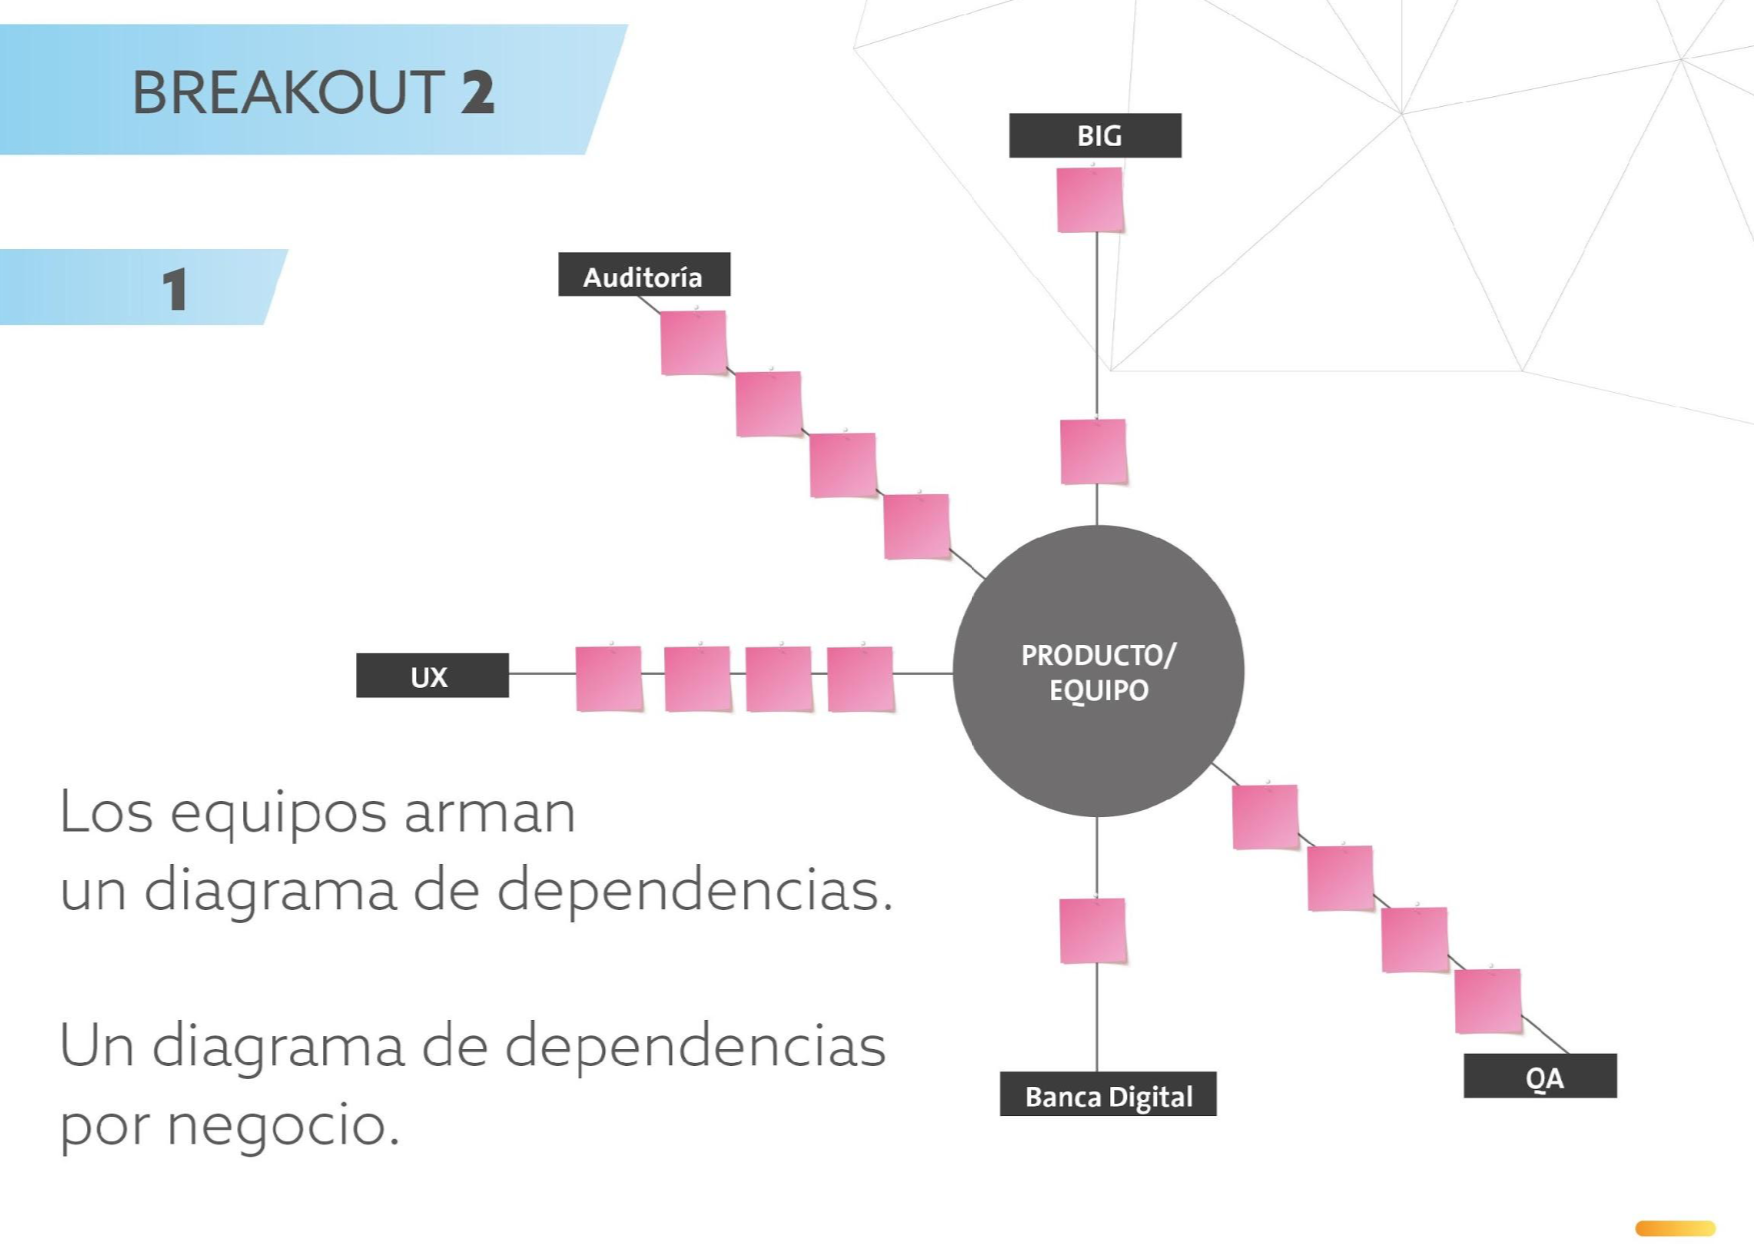 BREAKOUT 2
1
BIG
Auditoría
UX
PRODUCTO/
EQUIPO
Los equipos arman
un diagrama de dependencias.
Un diagrama de dependencias
por negocio.
Banca Digital
QA